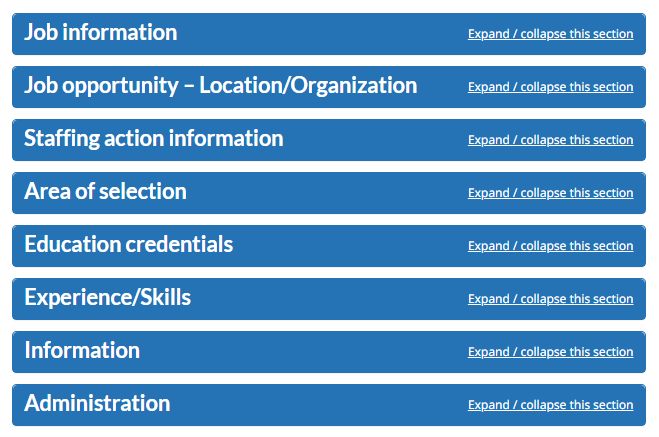 Job information Expand / collapse this section
Job opportunity – Location/Organization Expand / collapse this section
Staffing action information Expand / collapse this section
Area of selection Expand / collapse this section
Education credentials Expand / collapse this section
Experience/Skills Expand / collapse this section
Information Expand / collapse this section
Administration Expand / collapse this section